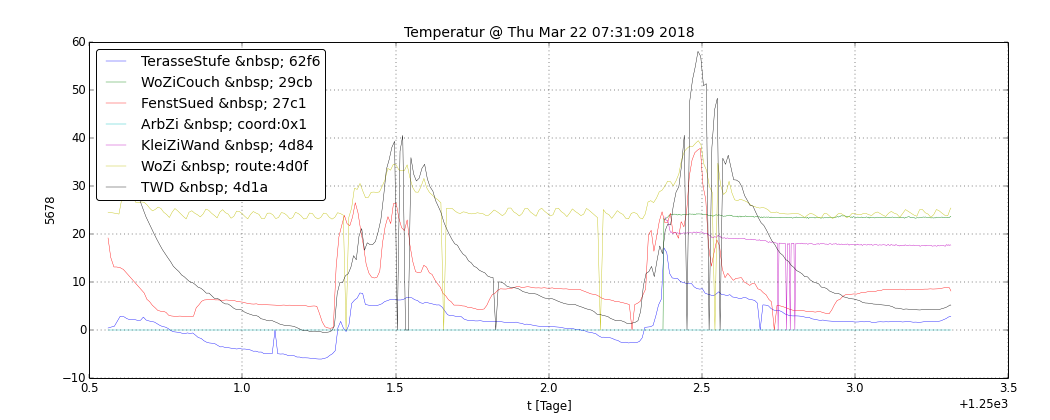 Temperatur @ Thu Mar 22 07:31:09 2018
60
50
40
30
20
10
0
−10
5678
TerasseStufe &nbsp; 62f6
WoZiCouch &nbsp; 29cb
FenstSued &nbsp; 27c1
ArbZi &nbsp; coord:0x1
KleiZiWand &nbsp; 4d84
WoZi &nbsp; route:4d0f
TWD &nbsp; 4d1a
0.5 1.0 1.5 2.0 2.5 3.0 3.5
t [Tage]
+1.25e3